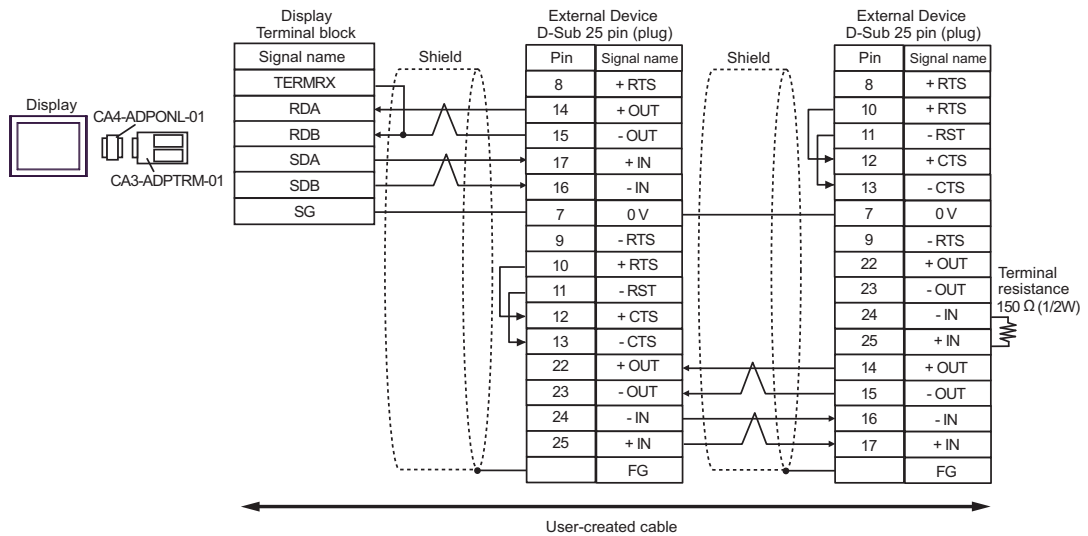 Display
Terminal block
External Device
D-Sub 25 pin (plug)
External Device
D-Sub 25 pin (plug)
Signal name
TERMRX
RDA
RDB
SDA
SDB
SG
Display
CA4-ADPONL-01
CA3-ADPTRM-01
Shield
Pin Signal name
8 + RTS
14 + OUT
15 - OUT
17 + IN
16 - IN
7 0 V
9 - RTS
10 + RTS
11 - RST
12 + CTS
13 - CTS
22 + OUT
23 - OUT
24 - IN
25 + IN
FG
Shield
Pin Signal name
8 + RTS
10 + RTS
11 - RST
12 + CTS
13 - CTS
7 0 V
9 - RTS
22 + OUT
23 - OUT
24 - IN
25 + IN
14 + OUT
15 - OUT
16 - IN
17 + IN
FG
Terminal
resistance
150 Ω (1/2W)
User-created cable